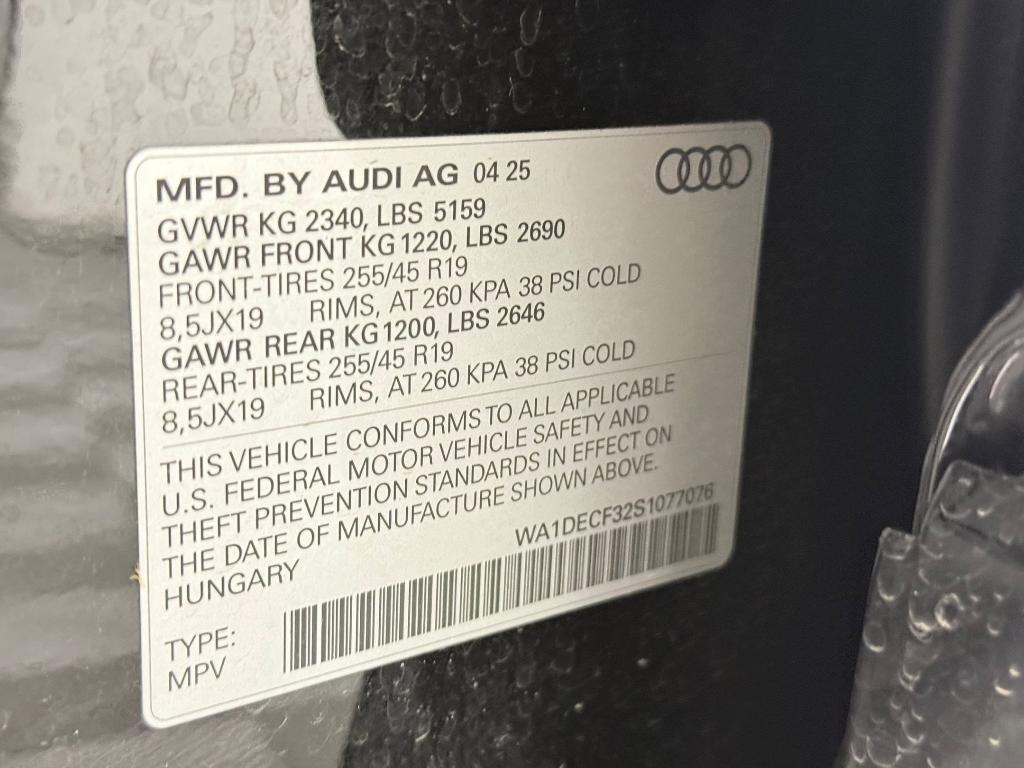 MFD. BY AUDI AG 04 25
GVWR KG 2340, LBS 5159
GAWR FRONT KG 1220, LBS 2690
FRONT-TIRES 255/45 R19
8,5JX19 RIMS, AT 260 KPA 38 PSI COLD
GAWR REAR KG 1200, LBS 2646
REAR-TIRES 255/45 R19
8,5JX19 RIMS, AT 260 KPA 38 PSI COLD
THIS VEHICLE CONFORMS TO ALL APPLICABLE
U.S. FEDERAL MOTOR VEHICLE SAFETY AND
THEFT PREVENTION STANDARDS IN EFFECT ON
THE DATE OF MANUFACTURE SHOWN ABOVE.
HUNGARY WA1DECF32S1077076
TYPE:
MPV